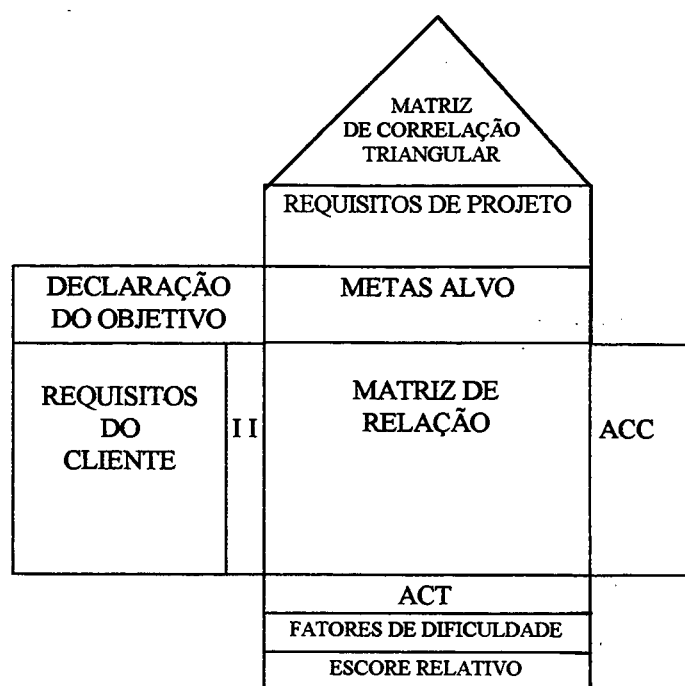 MATRIZ
DE CORRELAÇÃO
TRIANGULAR
REQUISITOS DE PROJETO
DECLARAÇÃO
DO OBJETIVO
METAS ALVO
REQUISITOS
DO
CLIENTE
I I
MATRIZ DE
RELAÇÃO
ACC
ACT
FATORES DE DIFICULDADE
ESCORE RELATIVO